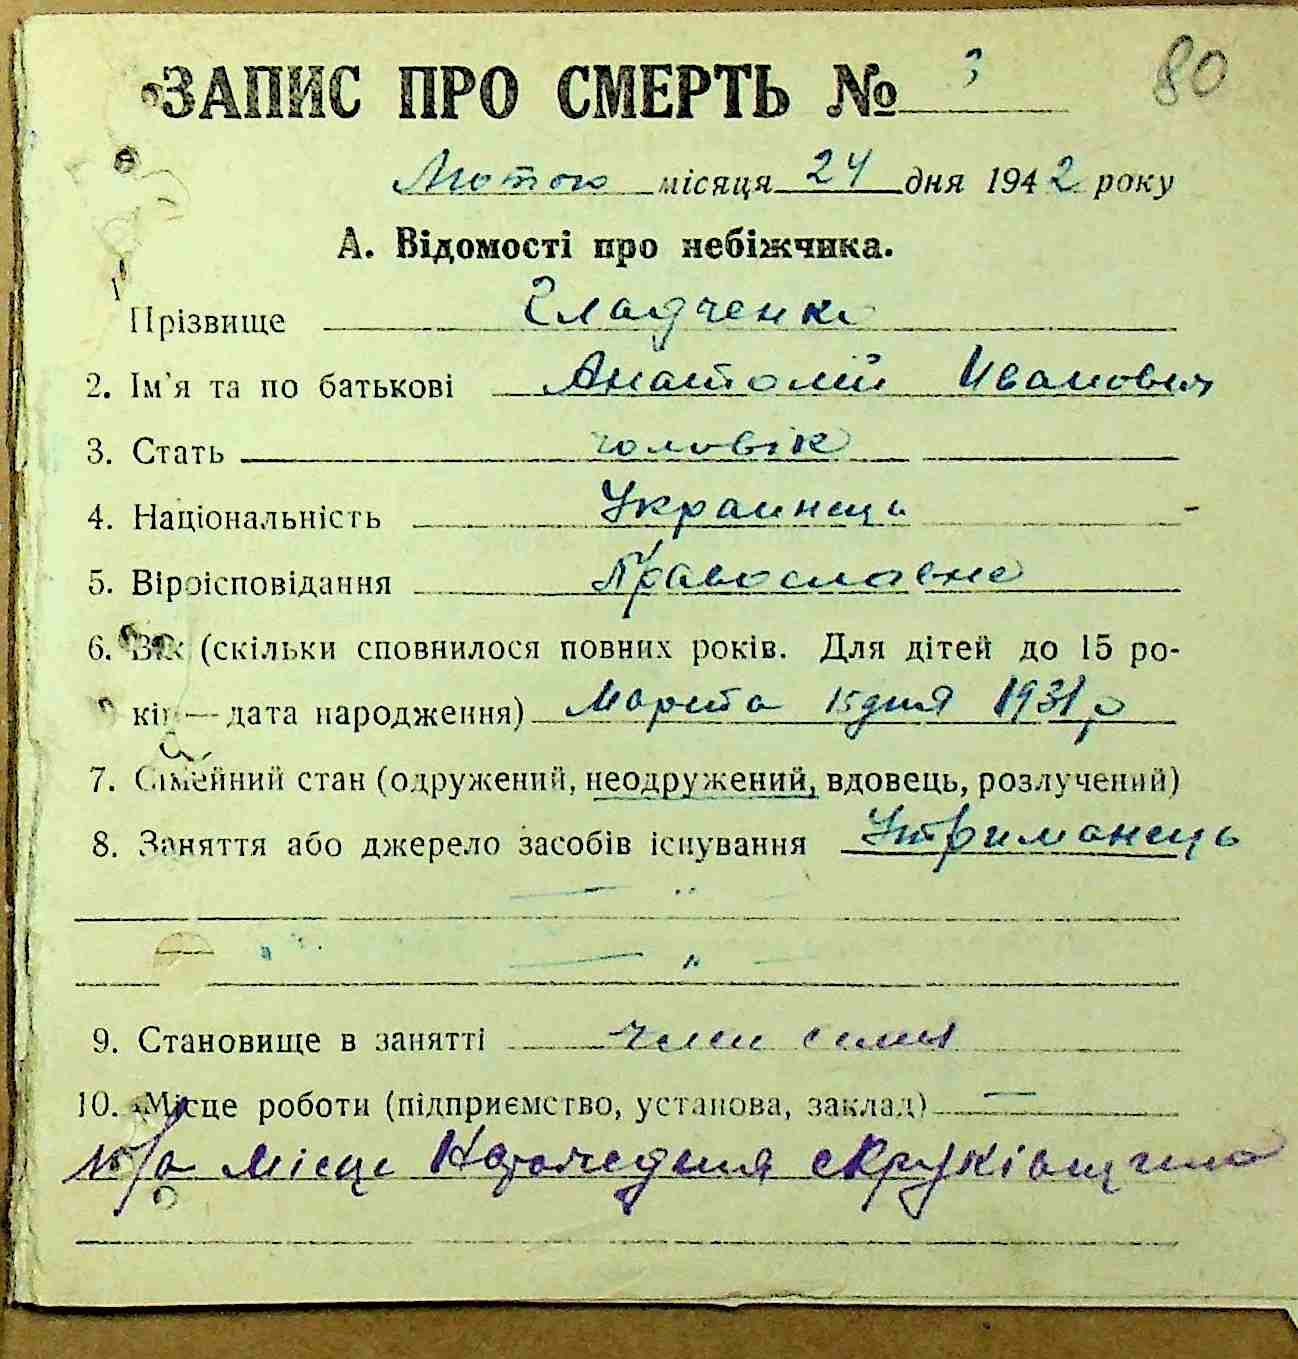 80
ЗАПИС ПРО СМЕРТЬ № 3
Лютого місяця 24 дня 1942 року
А. Відомості про небіжчика.
1 Прізвище Гладченко
2. Ім'я та по батькові Анатолій Иванович
3. Стать чоловік
4. Національність Украинець
5. Віроісповідання Православне
6. Вік (скільки сповнилося повних років. Для дітей до 15 ро-
ків — дата народження) Марта 15 дня 1931 р
7. Сімейний стан (одружений, неодружений, вдовець, розлучений)
8. Заняття або джерело засобів існування Утриманець
— " —
— " —
9. Становище в занятті член семьи
10. Місце роботи (підприємство, установа, заклад) —
місце народження с Круківщина